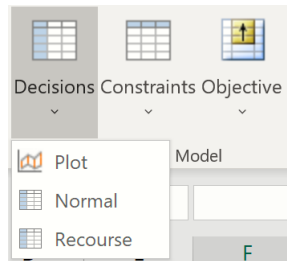 Decisions Constraints Objective
Plot
Model
Normal
Recourse
F